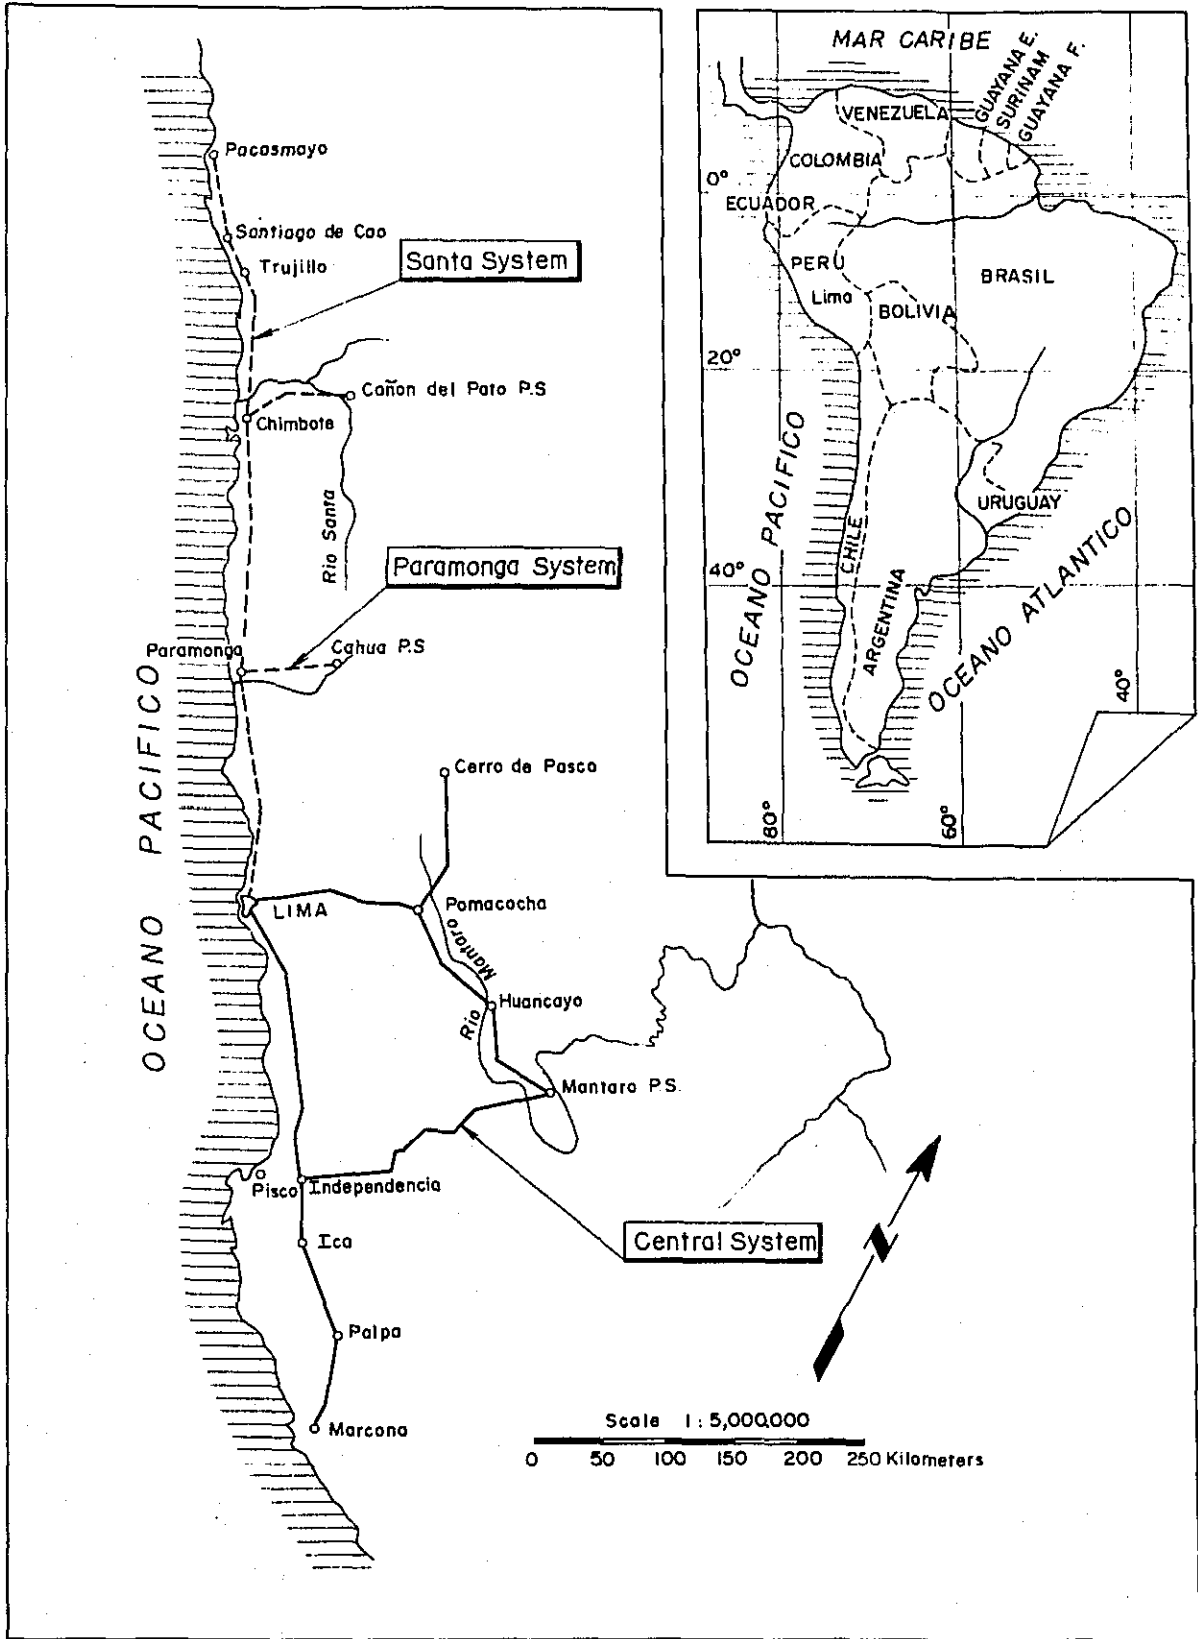 Pacasmayo
Santiago de Cao
Trujillo
Santa System
Cañon del Pato P.S
Chimbote
Rio Santa
Paramonga System
Paramonga
Cahua P.S
OCEANO PACIFICO
Cerro de Pasco
LIMA
Pomacocha
Rio Mantaro
Huancayo
Mantaro P.S.
Pisco
Independencia
Ica
Central System
Palpa
Marcona
N
Scale 1 : 5,000,000
0 50 100 150 200 250 Kilometers
MAR CARIBE
GUAYANA E.
SURINAM
GUAYANA F.
VENEZUELA
COLOMBIA
0°
ECUADOR
PERU
BRASIL
Lima
BOLIVIA
20°
OCEANO PACIFICO
URUGUAY
CHILE
40°
ARGENTINA
OCEANO ATLANTICO
80°
60°
40°